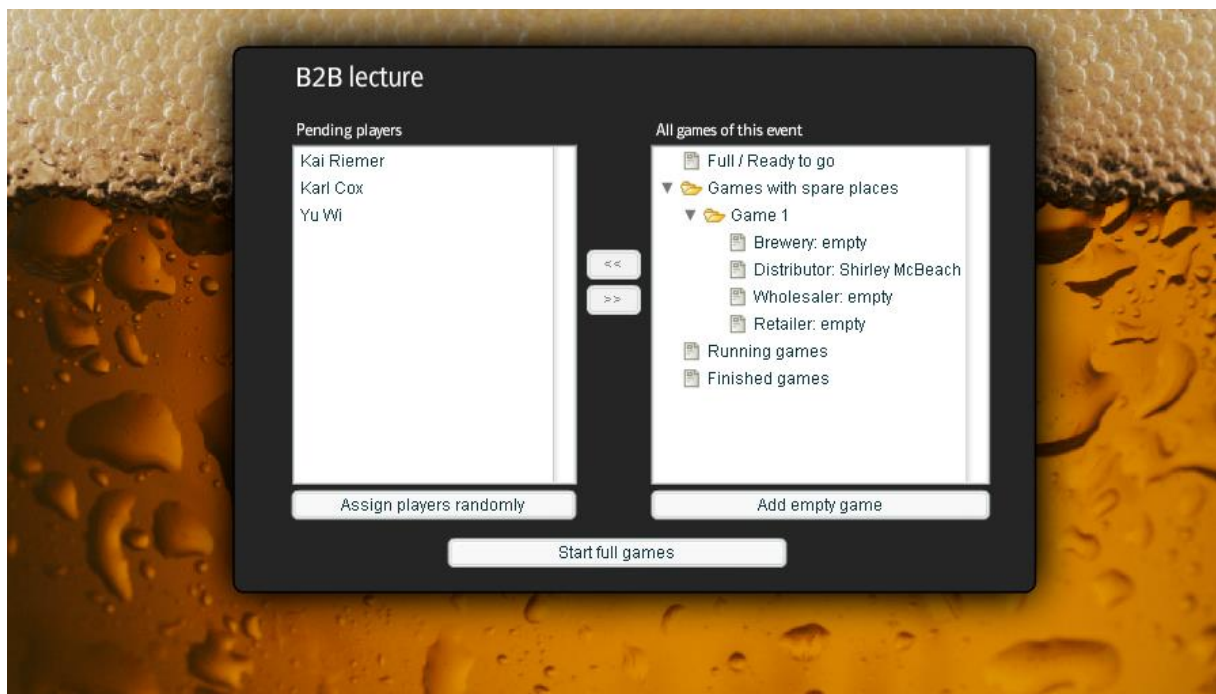 B2B lecture
Pending players
Kai Riemer
Karl Cox
Yu Wi
Assign players randomly
<<
>>
All games of this event
Full / Ready to go
Games with spare places
Game 1
Brewery: empty
Distributor: Shirley McBeach
Wholesaler: empty
Retailer: empty
Running games
Finished games
Add empty game
Start full games